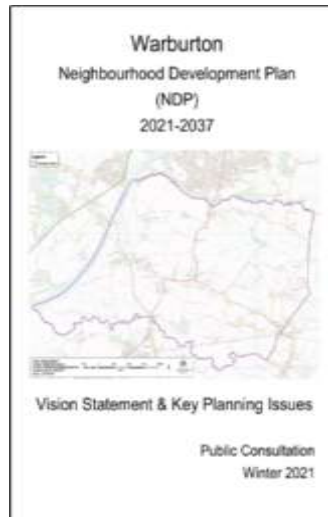 Warburton
Neighbourhood Development Plan
(NDP)
2021-2037
Vision Statement & Key Planning Issues
Public Consultation
Winter 2021